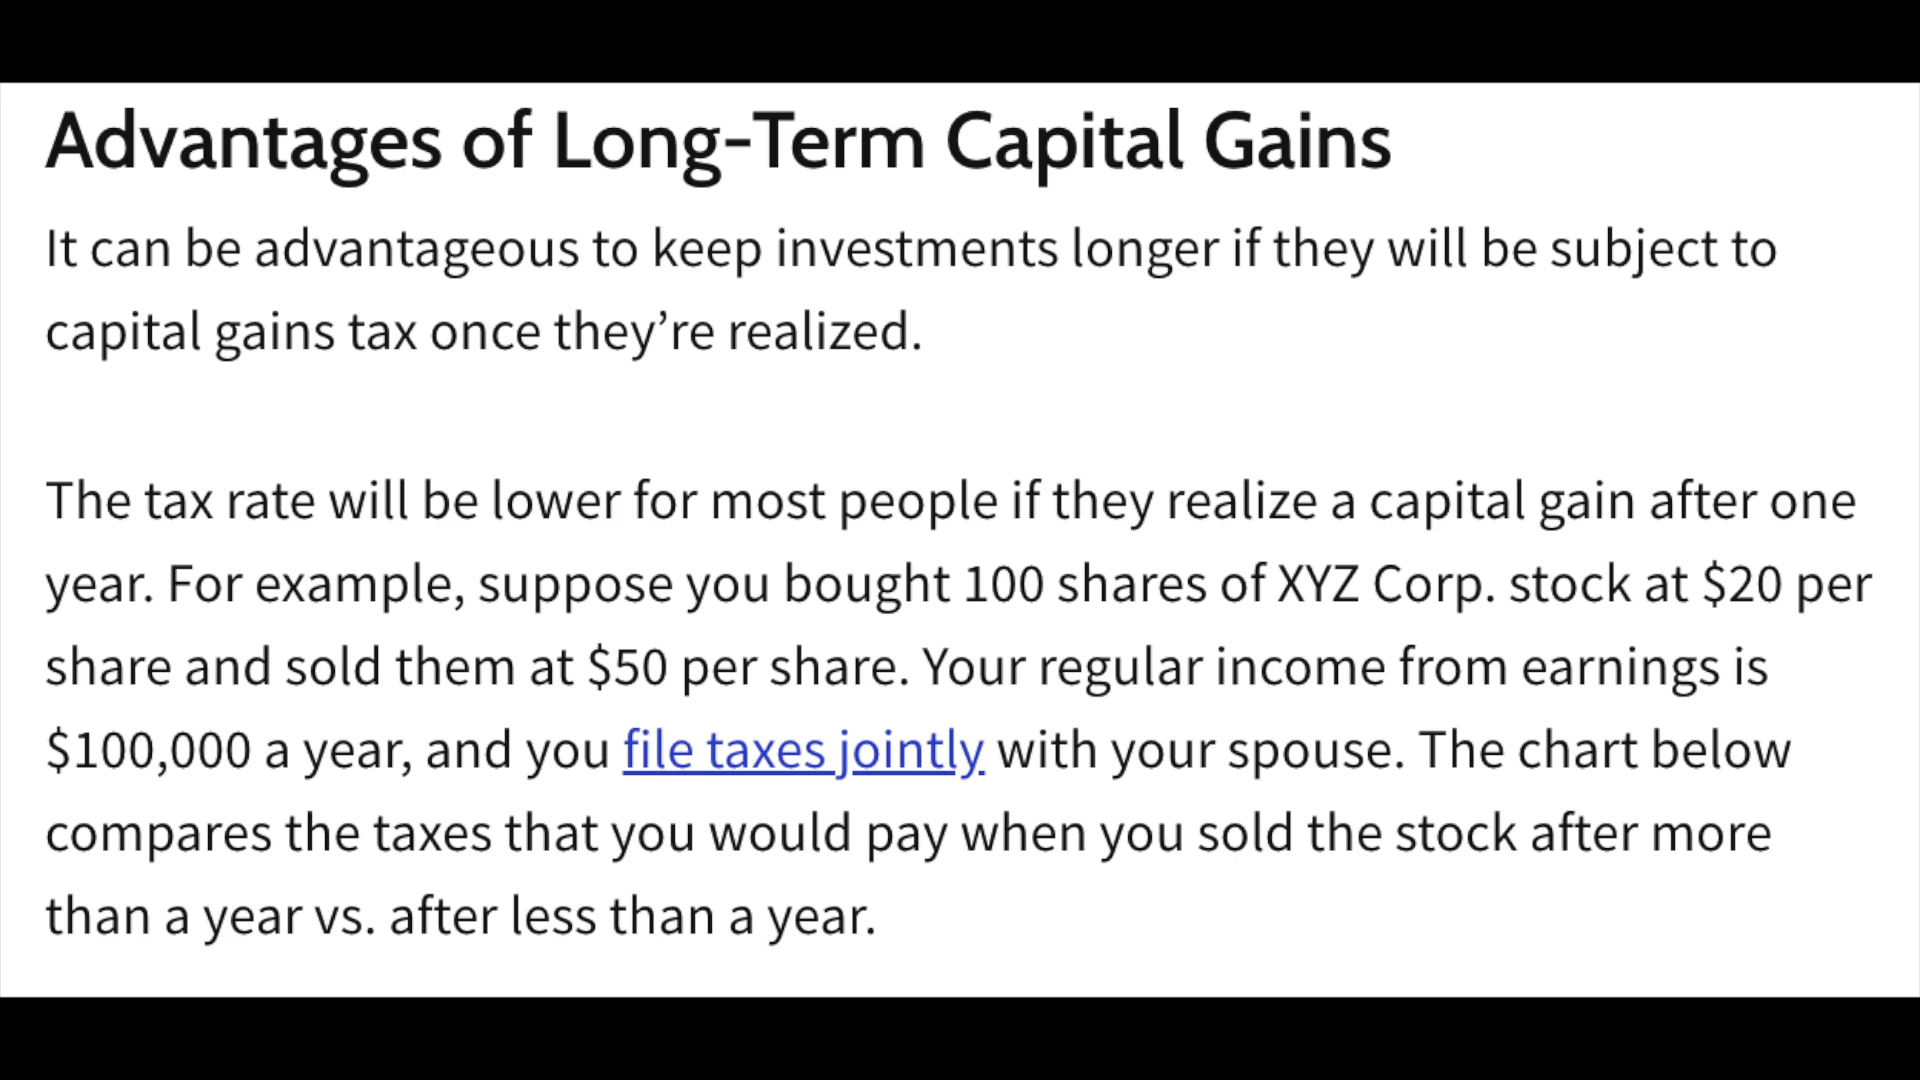 Advantages of Long-Term Capital Gains
It can be advantageous to keep investments longer if they will be subject to
capital gains tax once they’re realized.
The tax rate will be lower for most people if they realize a capital gain after one
year. For example, suppose you bought 100 shares of XYZ Corp. stock at $20 per
share and sold them at $50 per share. Your regular income from earnings is
$100,000 a year, and you file taxes jointly with your spouse. The chart below
compares the taxes that you would pay when you sold the stock after more
than a year vs. after less than a year.